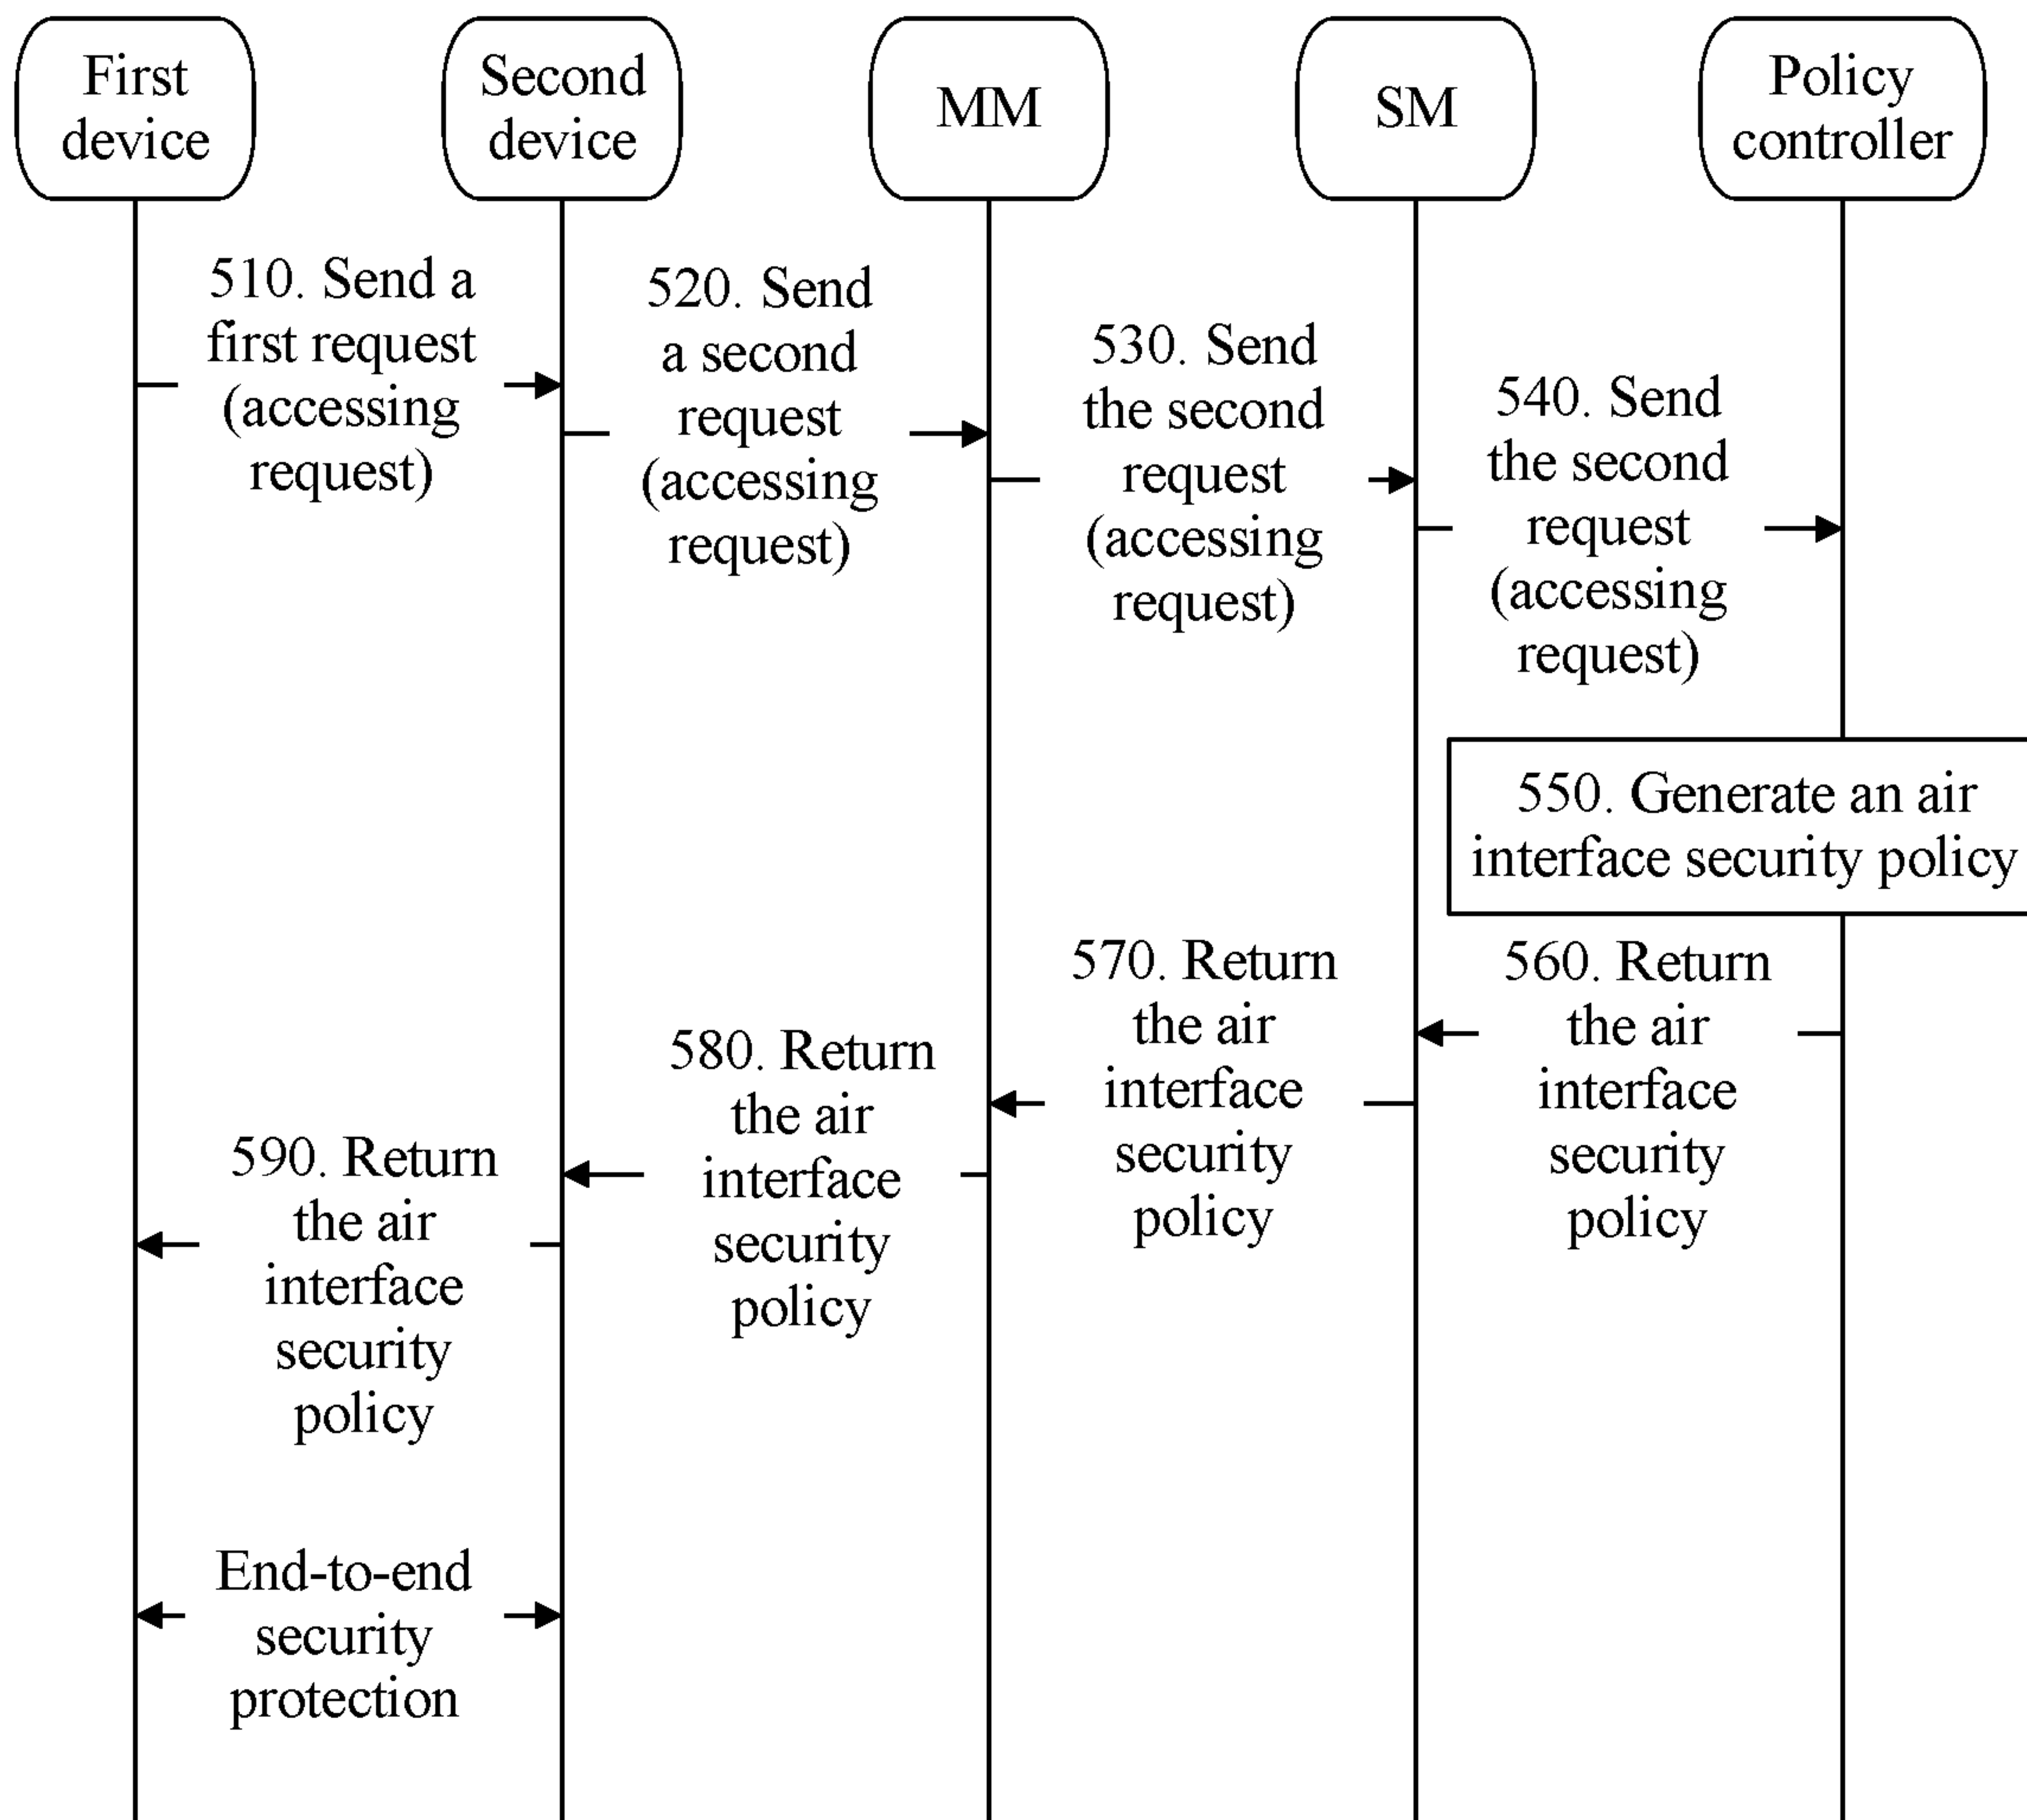 First
device
Second
device
MM
SM
Policy
controller
510. Send a
first request
(accessing
request)
520. Send
a second
request
(accessing
request)
530. Send
the second
request
(accessing
request)
540. Send
the second
request
(accessing
request)
550. Generate an air
interface security policy
560. Return
the air
interface
security
policy
570. Return
the air
interface
security
policy
580. Return
the air
interface
security
policy
590. Return
the air
interface
security
policy
End-to-end
security
protection